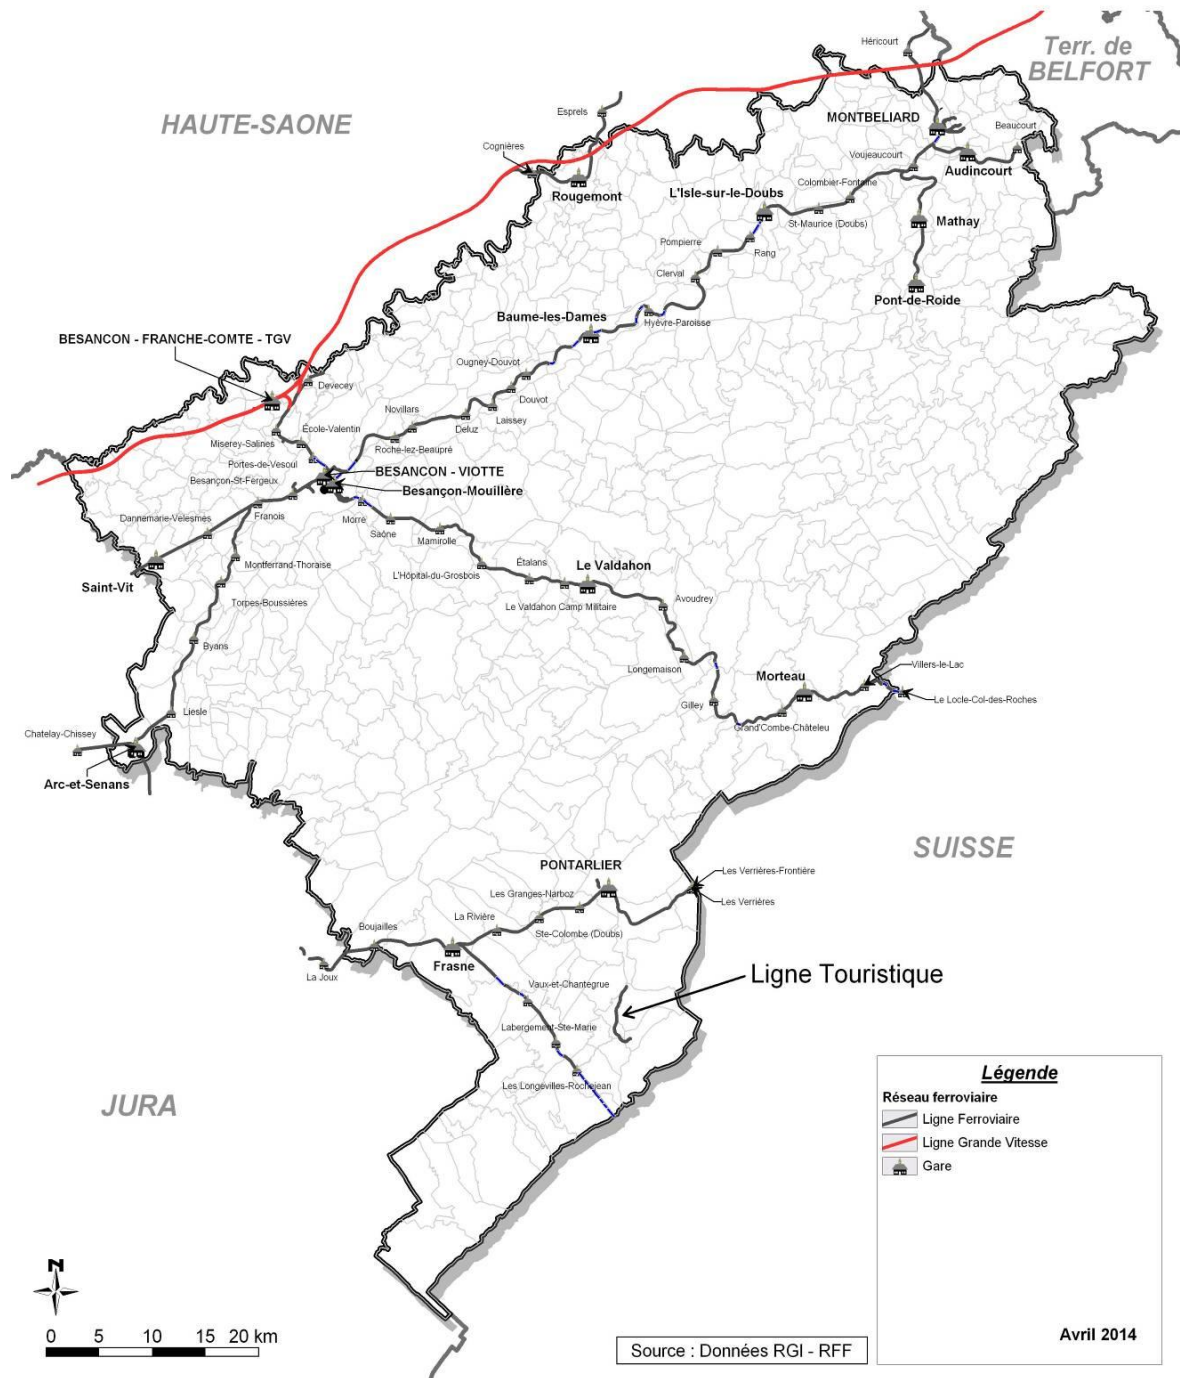 Héricourt
Terr. de
BELFORT
HAUTE-SAONE
Esprels
MONTBELIARD
Beaucourt
Cognières
Voujeaucourt
Audincourt
Rougemont
L'Isle-sur-le-Doubs
Colombier-Fontaine
St-Maurice (Doubs)
Mathay
Pompierre
Rang
Clerval
Pont-de-Roide
Baume-les-Dames
Hyèvre-Paroisse
BESANCON - FRANCHE-COMTE - TGV
Ougney-Douvot
Devecey
Douvot
Novillars
Laissey
Deluz
École-Valentin
Miserey-Salines
Roche-lez-Beaupré
Portes-de-Vesoul
BESANCON - VIOTTE
Besançon-St-Fergeux
Besançon-Mouillère
Franois
Morre
Dannemarie-Velesmes
Saône
Mamirolle
Montferrand-Thoraise
Étalans
Le Valdahon
L'Hôpital-du-Grosbois
Saint-Vit
Torpes-Boussières
Le Valdahon Camp Militaire
Avoudrey
Byans
Longemaison
Villers-le-Lac
Morteau
Le Locle-Col-des-Roches
Gilley
Liesle
Grand'Combe-Châteleu
Chatelay-Chissey
Arc-et-Senans
SUISSE
PONTARLIER
Les Verrières-Frontière
Les Granges-Narboz
Les Verrières
La Rivière
Boujailles
Ste-Colombe (Doubs)
Frasne
La Joux
Ligne Touristique
Vaux-et-Chantegrue
Labergement-Ste-Marie
Les Longevilles-Rochejean
JURA
Légende
Réseau ferroviaire
Ligne Ferroviaire
Ligne Grande Vitesse
Gare
N
0 5 10 15 20 km
Avril 2014
Source : Données RGI - RFF